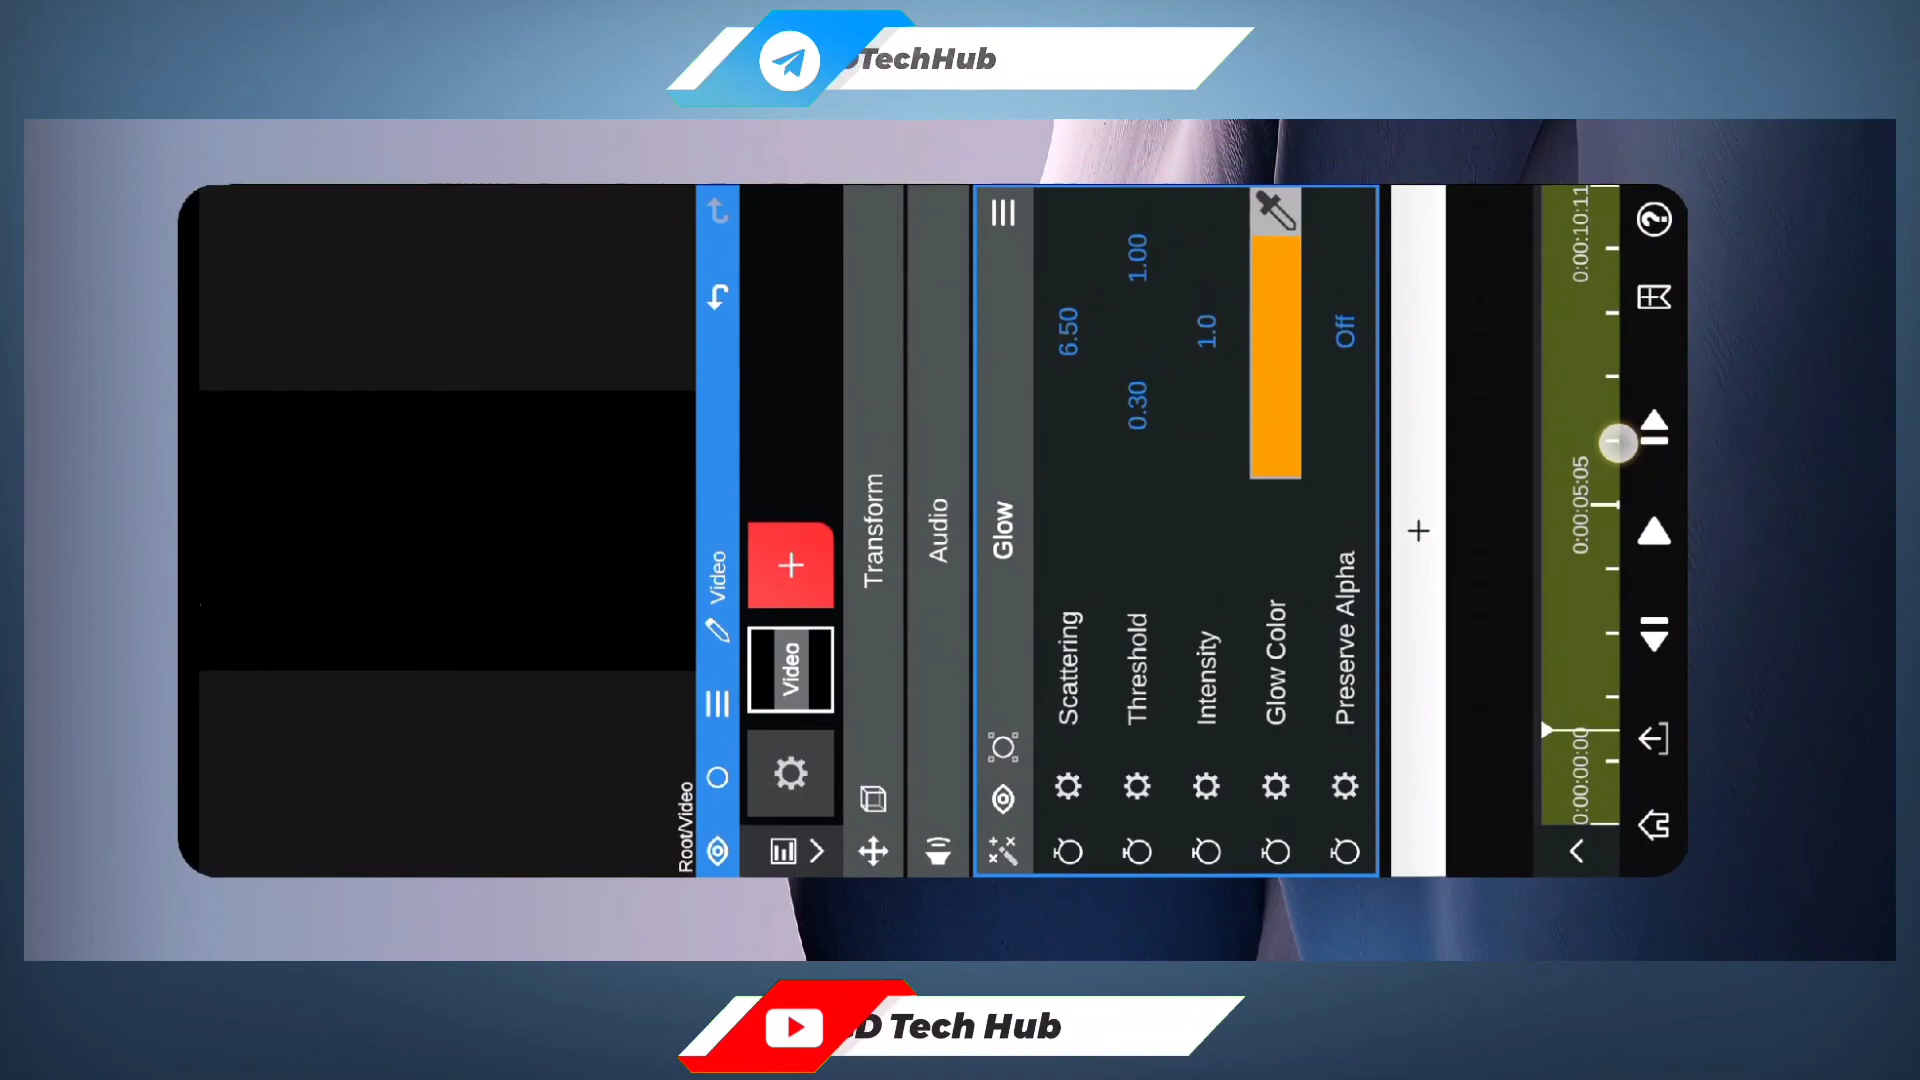 DTechHub
Root/Video
Video
Video
Transform
Audio
Glow
Scattering 6.50
Threshold 0.30 1.00
Intensity 1.0
Glow Color
Preserve Alpha Off
0:00:00:00 0:00:05:05 0:00:10:11
D Tech Hub